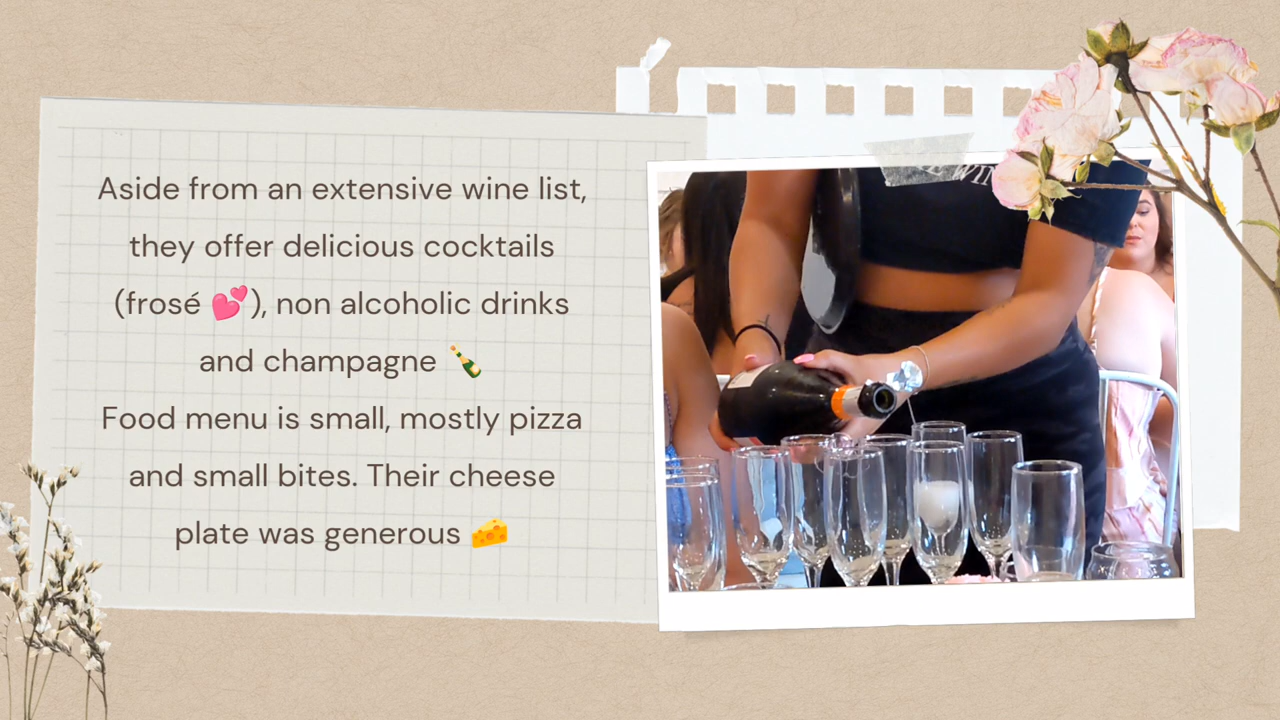 Aside from an extensive wine list,
they offer delicious cocktails
(frosé 💕), non alcoholic drinks
and champagne 🍾
Food menu is small, mostly pizza
and small bites. Their cheese
plate was generous 🧀